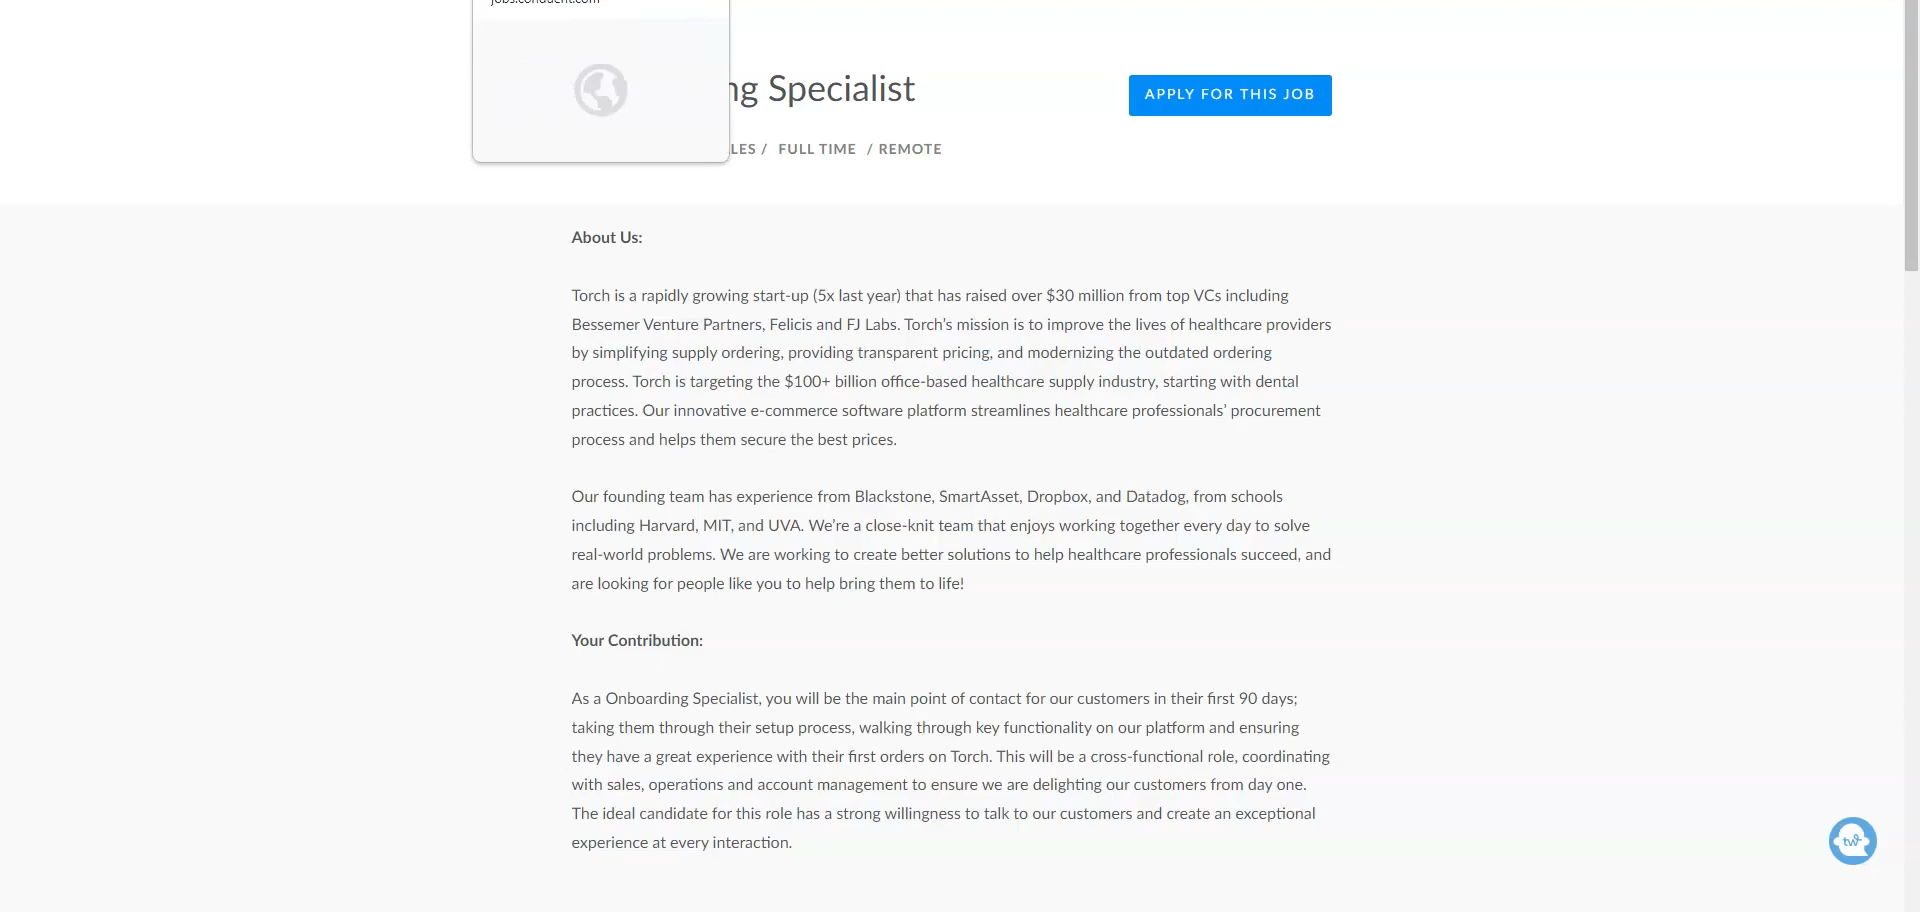 jobs.conduent.com
ng Specialist
APPLY FOR THIS JOB
LES / FULL TIME / REMOTE
About Us:
Torch is a rapidly growing start-up (5x last year) that has raised over $30 million from top VCs including
Bessemer Venture Partners, Felicis and FJ Labs. Torch’s mission is to improve the lives of healthcare providers
by simplifying supply ordering, providing transparent pricing, and modernizing the outdated ordering
process. Torch is targeting the $100+ billion office-based healthcare supply industry, starting with dental
practices. Our innovative e-commerce software platform streamlines healthcare professionals’ procurement
process and helps them secure the best prices.
Our founding team has experience from Blackstone, SmartAsset, Dropbox, and Datadog, from schools
including Harvard, MIT, and UVA. We’re a close-knit team that enjoys working together every day to solve
real-world problems. We are working to create better solutions to help healthcare professionals succeed, and
are looking for people like you to help bring them to life!
Your Contribution:
As a Onboarding Specialist, you will be the main point of contact for our customers in their first 90 days;
taking them through their setup process, walking through key functionality on our platform and ensuring
they have a great experience with their first orders on Torch. This will be a cross-functional role, coordinating
with sales, operations and account management to ensure we are delighting our customers from day one.
The ideal candidate for this role has a strong willingness to talk to our customers and create an exceptional
experience at every interaction.
tw